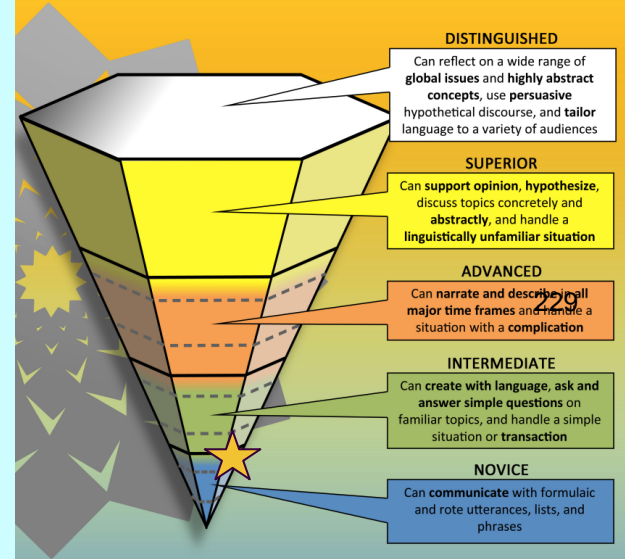 DISTINGUISHED
Can reflect on a wide range of
global issues and highly abstract
concepts, use persuasive
hypothetical discourse, and tailor
language to a variety of audiences
SUPERIOR
Can support opinion, hypothesize,
discuss topics concretely and
abstractly, and handle a
linguistically unfamiliar situation
ADVANCED
Can narrate and describe in all
major time frames and handle a
situation with a complication
229
INTERMEDIATE
Can create with language, ask and
answer simple questions on
familiar topics, and handle a simple
situation or transaction
NOVICE
Can communicate with formulaic
and rote utterances, lists, and
phrases